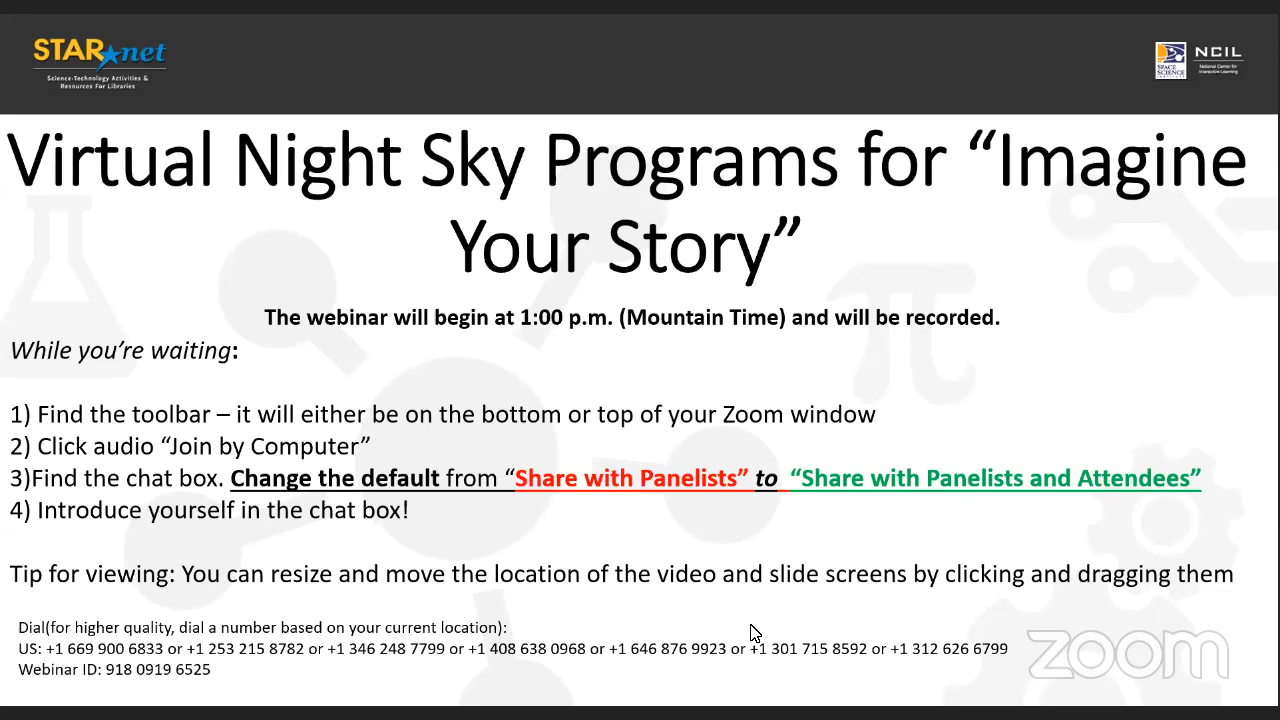 STAR net
Science-Technology Activities &
Resources For Libraries
SPACE
SCIENCE
INSTITUTE
NCIL
National Center for
Interactive Learning
Virtual Night Sky Programs for “Imagine
Your Story”
The webinar will begin at 1:00 p.m. (Mountain Time) and will be recorded.
While you’re waiting:
1) Find the toolbar – it will either be on the bottom or top of your Zoom window
2) Click audio “Join by Computer”
3)Find the chat box. Change the default from “Share with Panelists” to “Share with Panelists and Attendees”
4) Introduce yourself in the chat box!
Tip for viewing: You can resize and move the location of the video and slide screens by clicking and dragging them
Dial(for higher quality, dial a number based on your current location):
US: +1 669 900 6833 or +1 253 215 8782 or +1 346 248 7799 or +1 408 638 0968 or +1 646 876 9923 or +1 301 715 8592 or +1 312 626 6799
Webinar ID: 918 0919 6525
zoom